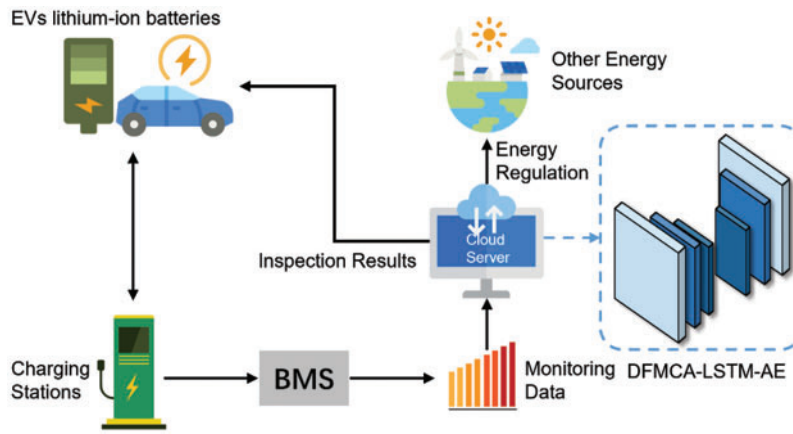 EVs lithium-ion batteries
Other Energy
Sources
Energy
Regulation
Cloud
Server
Inspection Results
Charging
Stations
BMS
Monitoring
Data
DFMCA-LSTM-AE